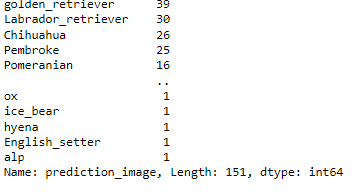 golden_retriever 39
Labrador_retriever 30
Chihuahua 26
Pembroke 25
Pomeranian 16
..
ox 1
ice_bear 1
hyena 1
English_setter 1
alp 1
Name: prediction_image, Length: 151, dtype: int64